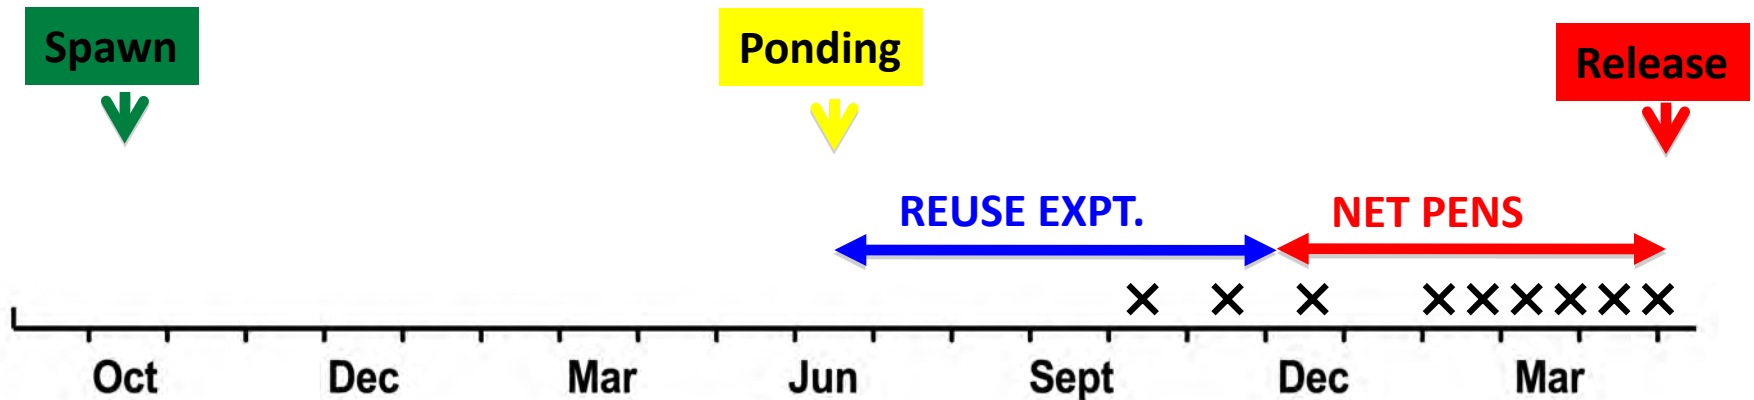 Spawn
Ponding
Release
REUSE EXPT.
NET PENS
Oct
Dec
Mar
Jun
Sept
Dec
Mar